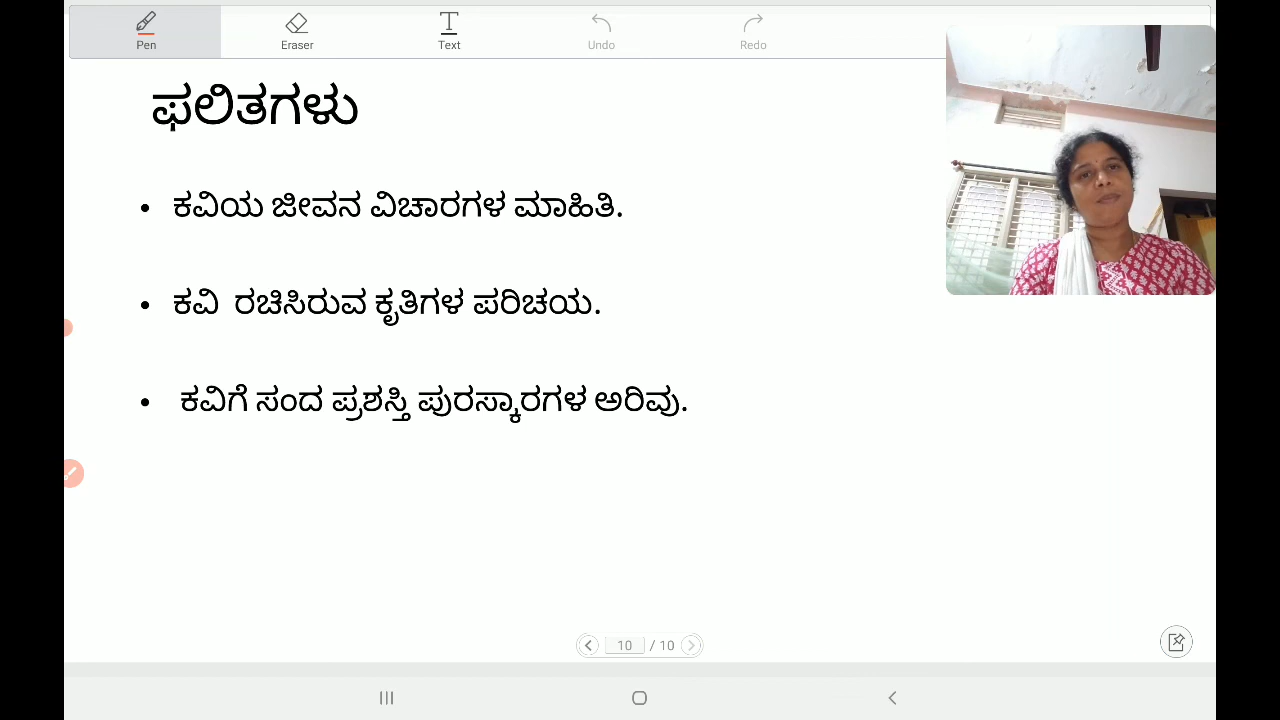 Pen Eraser Text Undo Redo
ಫಲಿತಗಳು
• ಕವಿಯ ಜೀವನ ವಿಚಾರಗಳ ಮಾಹಿತಿ.
• ಕವಿ ರಚಿಸಿರುವ ಕೃತಿಗಳ ಪರಿಚಯ.
• ಕವಿಗೆ ಸಂದ ಪ್ರಶಸ್ತಿ ಪುರಸ್ಕಾರಗಳ ಅರಿವು.
10 / 10